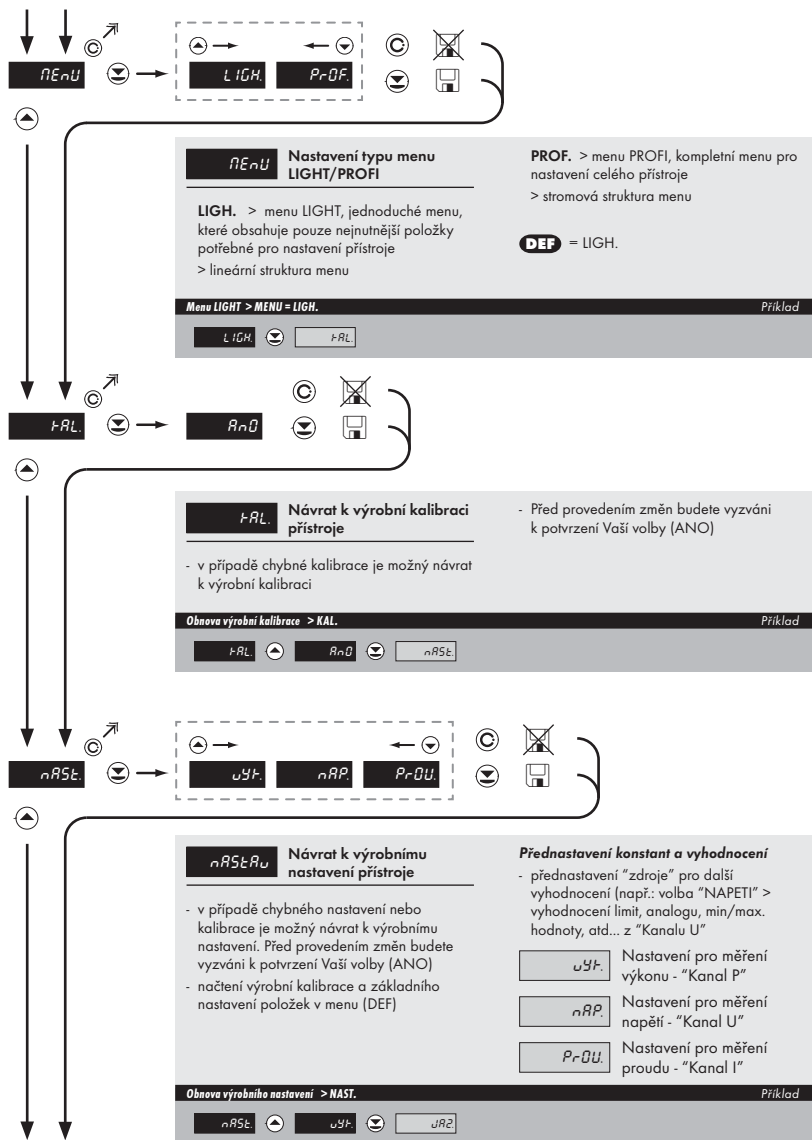 MEnU
LIGH. PrOF.
MEnU
Nastavení typu menu
LIGHT/PROFI
LIGH. > menu LIGHT, jednoduché menu,
které obsahuje pouze nejnutnější položky
potřebné pro nastavení přístroje
> lineární struktura menu
PROF. > menu PROFI, kompletní menu pro
nastavení celého přístroje
> stromová struktura menu
DEF = LIGH.
Menu LIGHT > MENU = LIGH. Příklad
LIGH. KAL.
KAL. AnO
KAL.
Návrat k výrobní kalibraci
přístroje
- v případě chybné kalibrace je možný návrat
k výrobní kalibraci
- Před provedením změn budete vyzváni
k potvrzení Vaší volby (ANO)
Obnova výrobní kalibrace > KAL. Příklad
KAL. AnO nASt.
nASt. vYK. nAP. PrOU.
nAStAv
Návrat k výrobnímu
nastavení přístroje
- v případě chybného nastavení nebo
kalibrace je možný návrat k výrobnímu
nastavení. Před provedením změn budete
vyzváni k potvrzení Vaší volby (ANO)
- načtení výrobní kalibrace a základního
nastavení položek v menu (DEF)
Přednastavení konstant a vyhodnocení
- přednastavení "zdroje" pro další
vyhodnocení (např.: volba "NAPETI" >
vyhodnocení limit, analogu, min/max.
hodnoty, atd... z "Kanalu U"
vYK. Nastavení pro měření
výkonu - "Kanal P"
nAP. Nastavení pro měření
napětí - "Kanal U"
PrOU. Nastavení pro měření
proudu - "Kanal I"
Obnova výrobního nastavení > NAST. Příklad
nASt. vYK. JAZ.